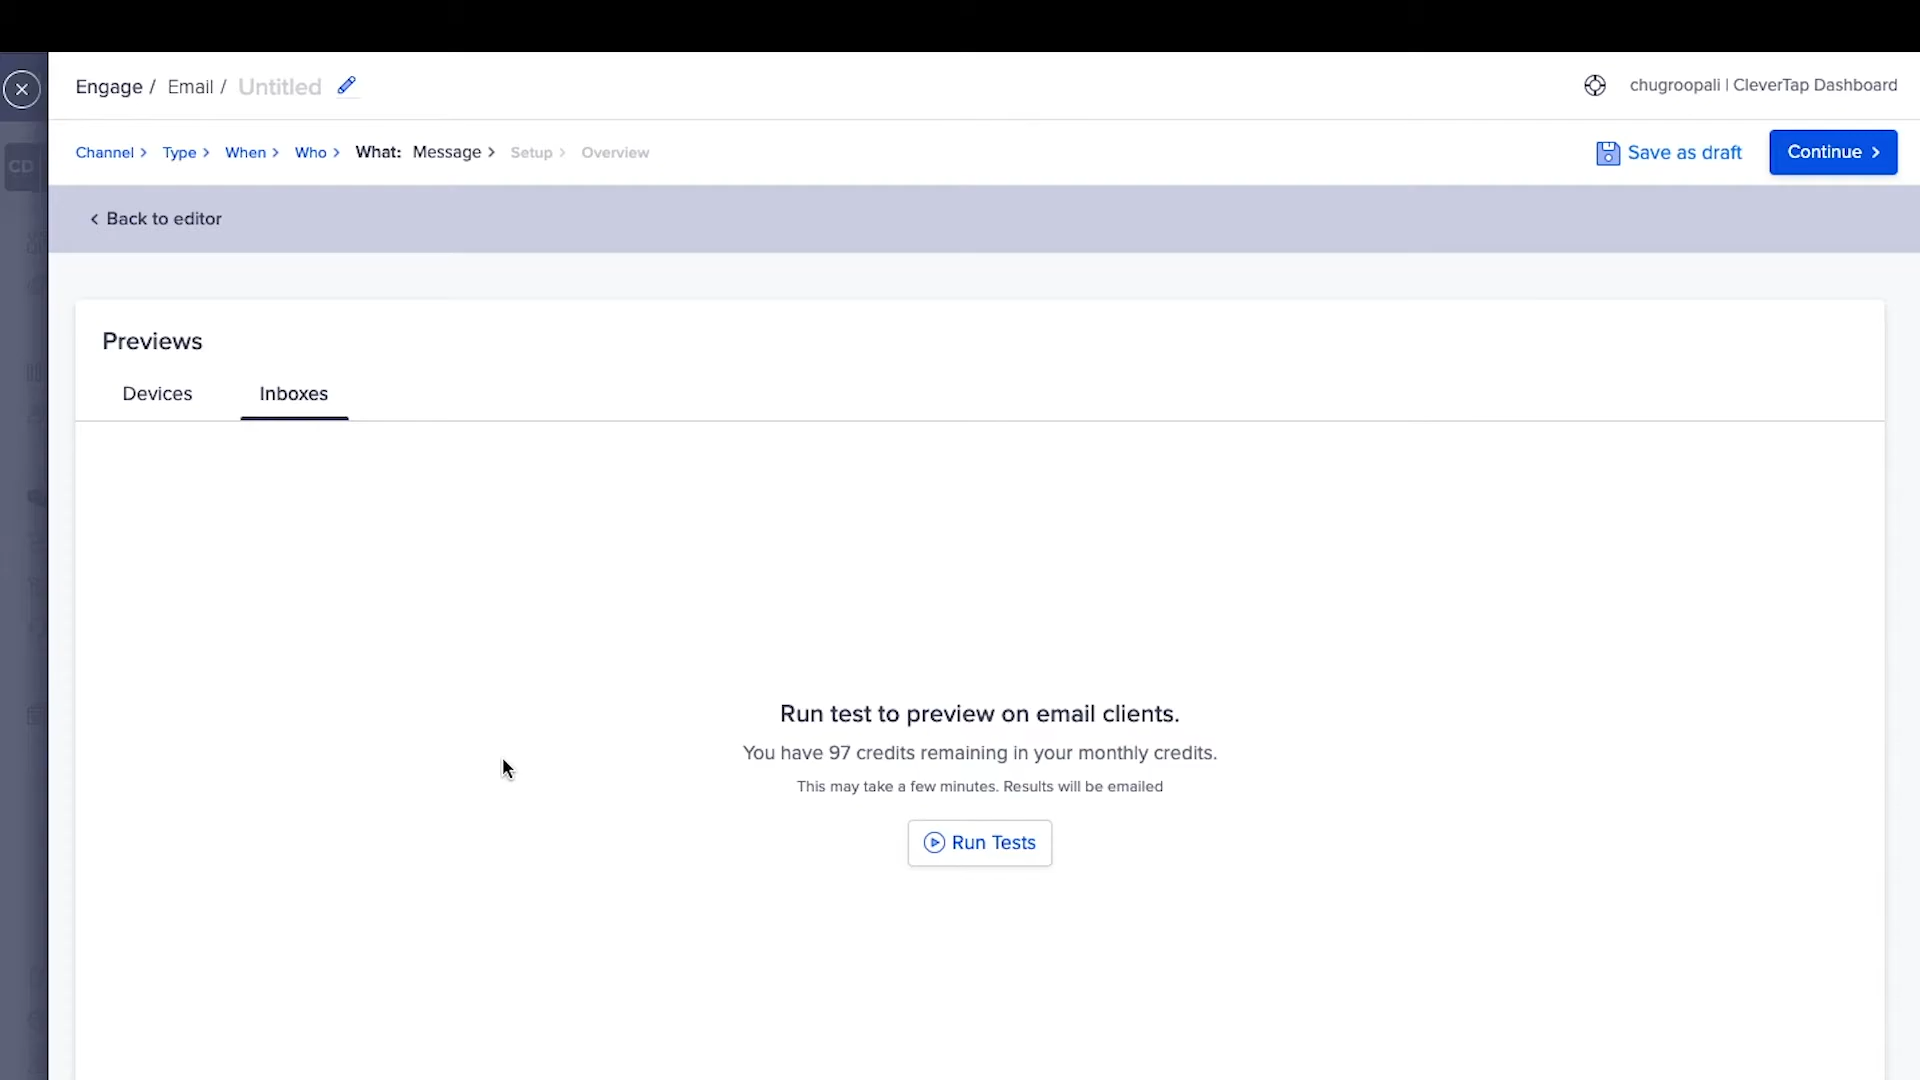 Engage / Email / Untitled
chugroopali | CleverTap Dashboard
Channel > Type > When > Who > What: Message > Setup > Overview
Save as draft
Continue >
CD
< Back to editor
Previews
Devices Inboxes
Run test to preview on email clients.
You have 97 credits remaining in your monthly credits.
This may take a few minutes. Results will be emailed
Run Tests